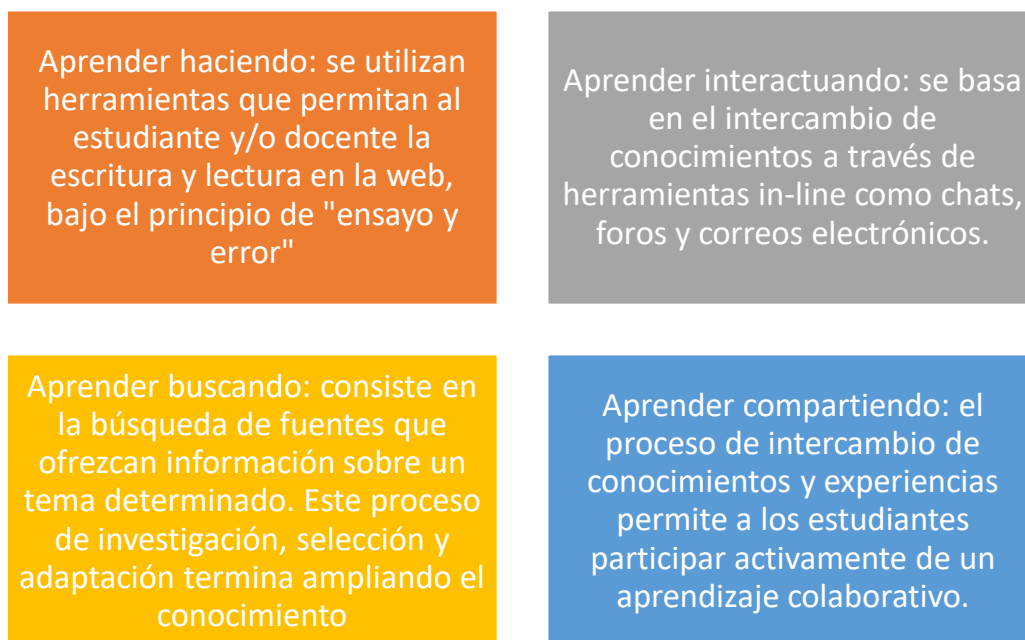 Aprender haciendo: se utilizan
herramientas que permitan al
estudiante y/o docente la
escritura y lectura en la web,
bajo el principio de "ensayo y
error"
Aprender interactuando: se basa
en el intercambio de
conocimientos a través de
herramientas in-line como chats,
foros y correos electrónicos.
Aprender buscando: consiste en
la búsqueda de fuentes que
ofrezcan información sobre un
tema determinado. Este proceso
de investigación, selección y
adaptación termina ampliando el
conocimiento
Aprender compartiendo: el
proceso de intercambio de
conocimientos y experiencias
permite a los estudiantes
participar activamente de un
aprendizaje colaborativo.